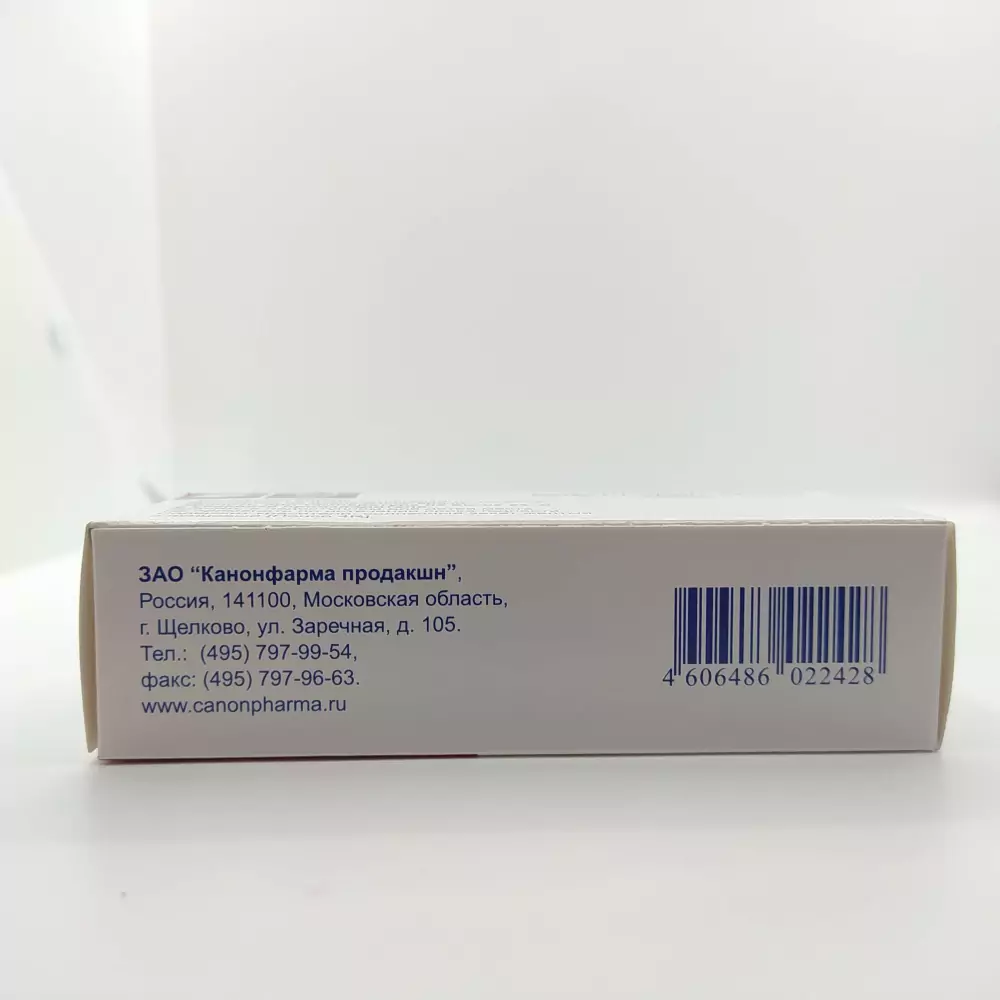 ЗАО “Канонфарма продакшн”,
Россия, 141100, Московская область,
г. Щелково, ул. Заречная, д. 105.
Тел.: (495) 797-99-54,
факс: (495) 797-96-63.
www.canonpharma.ru
4 606486 022428